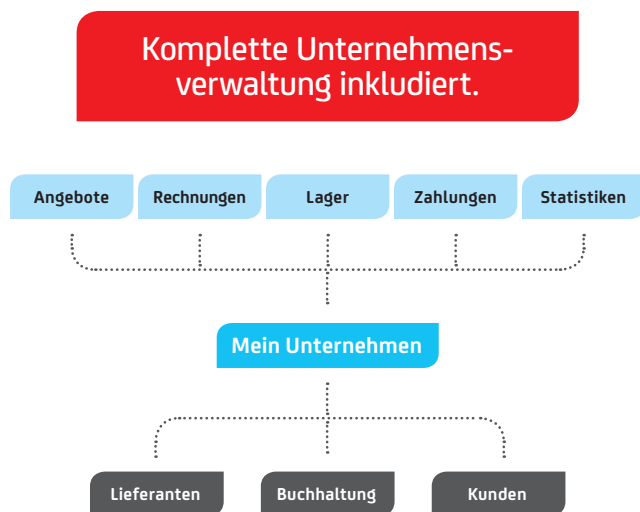 Komplette Unternehmens-
verwaltung inkludiert.
Angebote Rechnungen Lager Zahlungen Statistiken
Mein Unternehmen
Lieferanten Buchhaltung Kunden